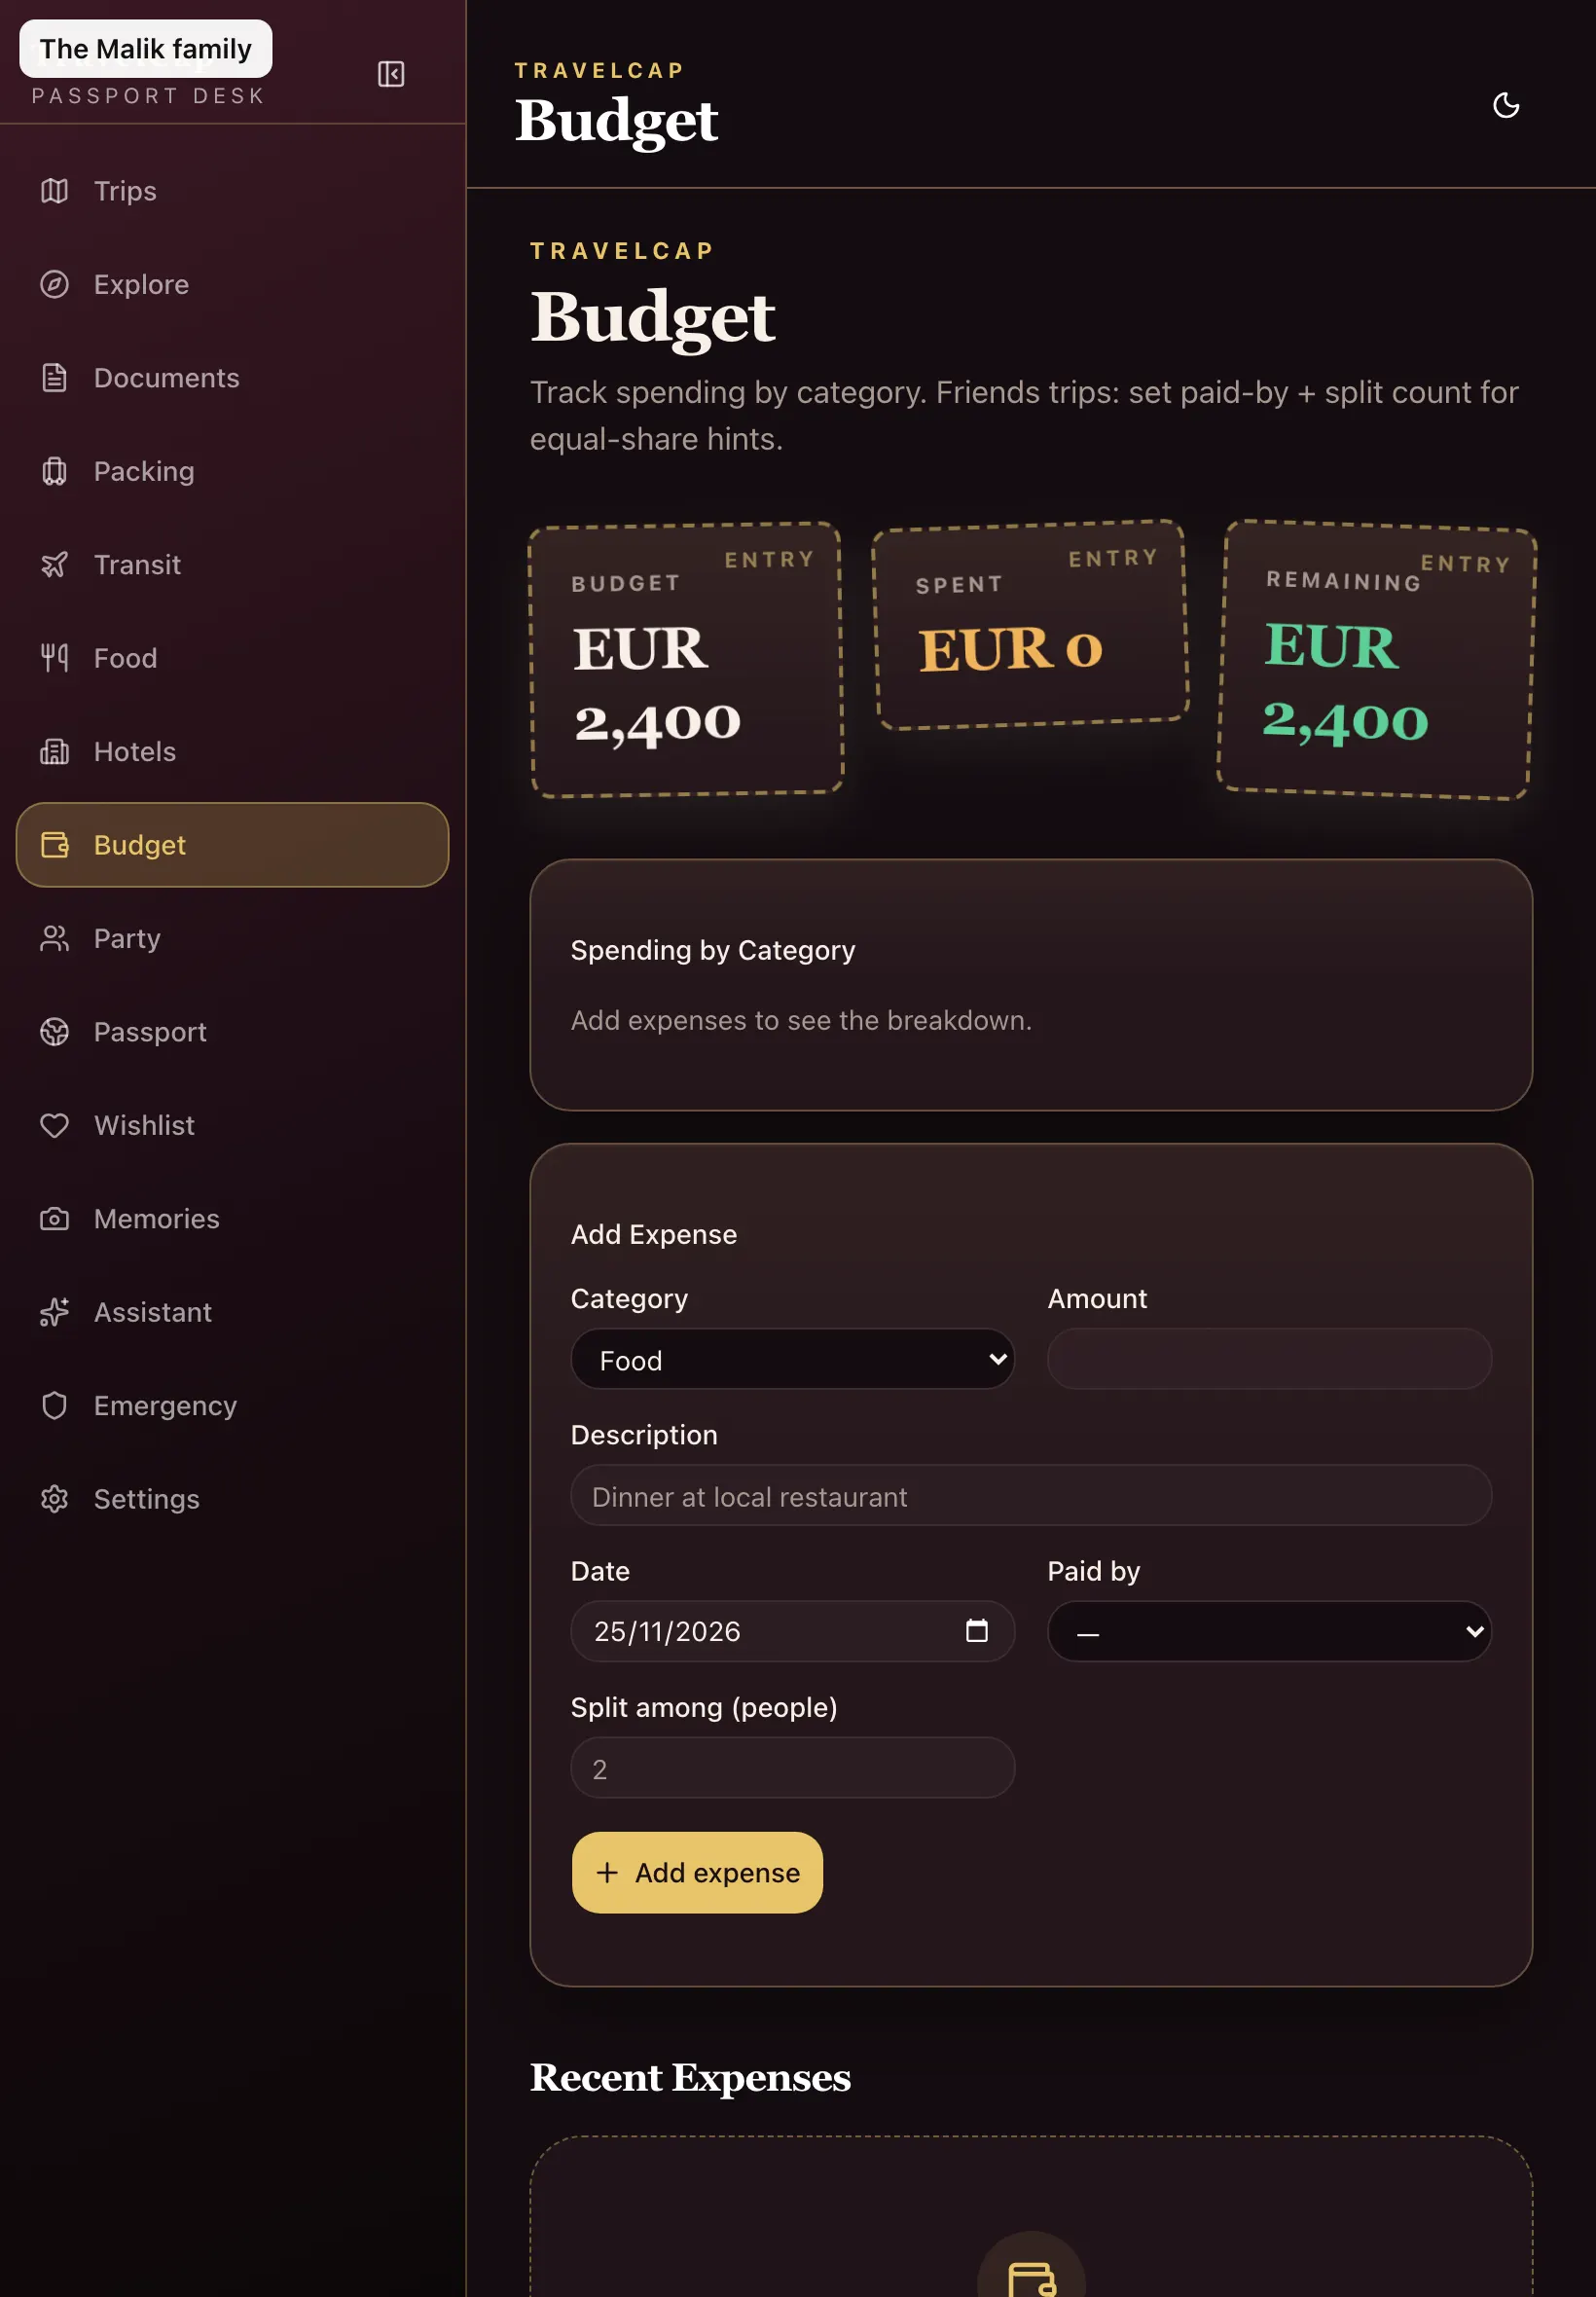 The Malik family
PASSPORT DESK
Trips
Explore
Documents
Packing
Transit
Food
Hotels
Budget
Party
Passport
Wishlist
Memories
Assistant
Emergency
Settings
TRAVELCAP
Budget
TRAVELCAP
Budget
Track spending by category. Friends trips: set paid-by + split count for
equal-share hints.
ENTRY
BUDGET
EUR
2,400
ENTRY
SPENT
EUR 0
ENTRY
REMAINING
EUR
2,400
Spending by Category
Add expenses to see the breakdown.
Add Expense
Category
Amount
Food
Description
Dinner at local restaurant
Date
Paid by
25/11/2026
—
Split among (people)
2
+ Add expense
Recent Expenses